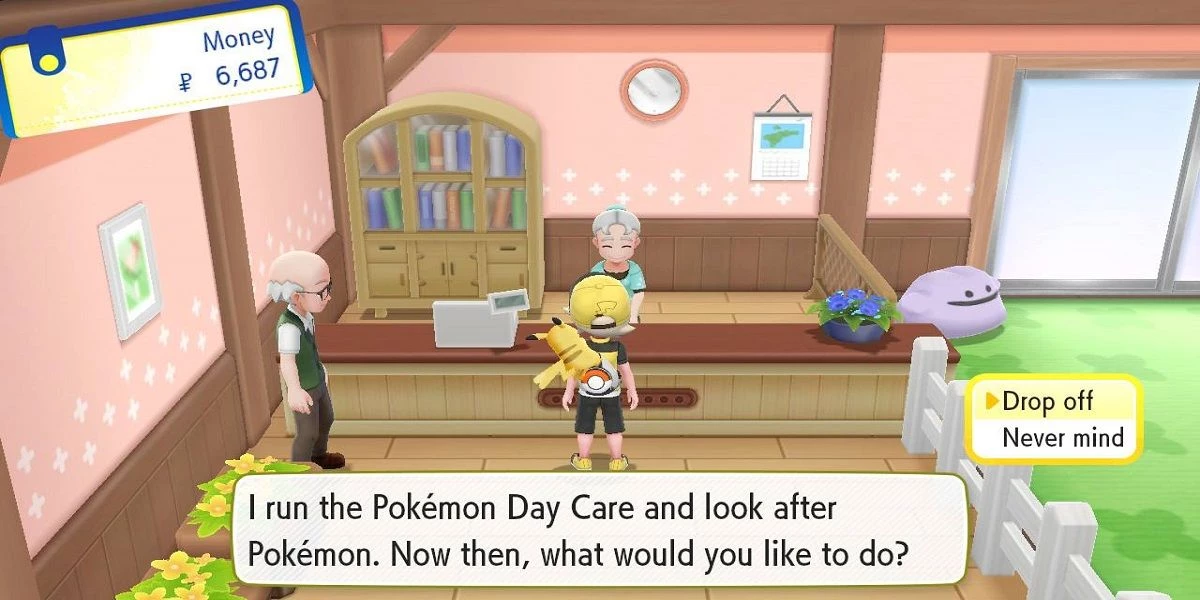 Money
₽ 6,687
Drop off
Never mind
I run the Pokémon Day Care and look after
Pokémon. Now then, what would you like to do?